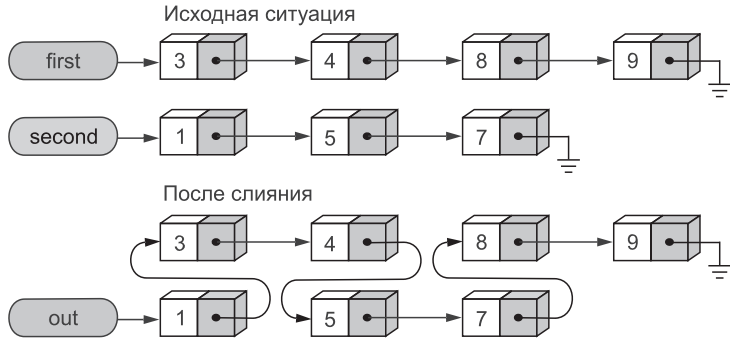 Исходная ситуация
first 3 4 8 9
second 1 5 7
После слияния
3 4 8 9
out 1 5 7